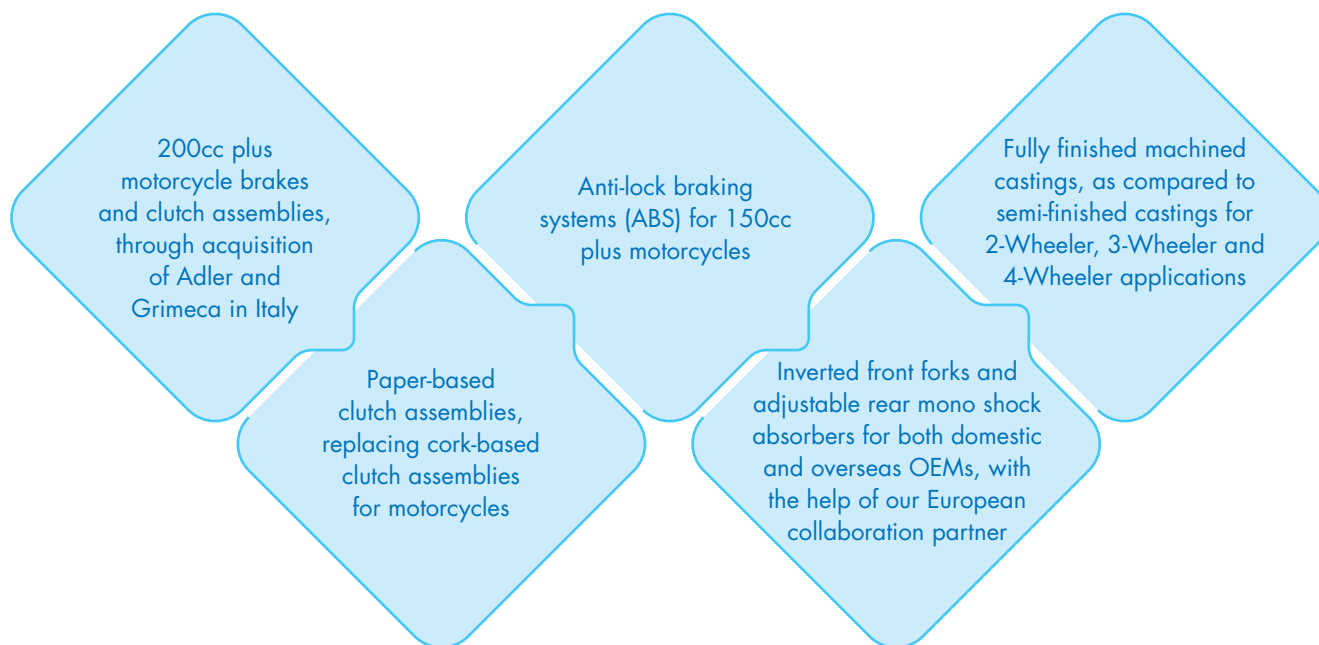 200cc plus
motorcycle brakes
and clutch assemblies,
through acquisition
of Adler and
Grimeca in Italy
Paper-based
clutch assemblies,
replacing cork-based
clutch assemblies
for motorcycles
Anti-lock braking
systems (ABS) for 150cc
plus motorcycles
Inverted front forks and
adjustable rear mono shock
absorbers for both domestic
and overseas OEMs, with
the help of our European
collaboration partner
Fully finished machined
castings, as compared to
semi-finished castings for
2-Wheeler, 3-Wheeler and
4-Wheeler applications